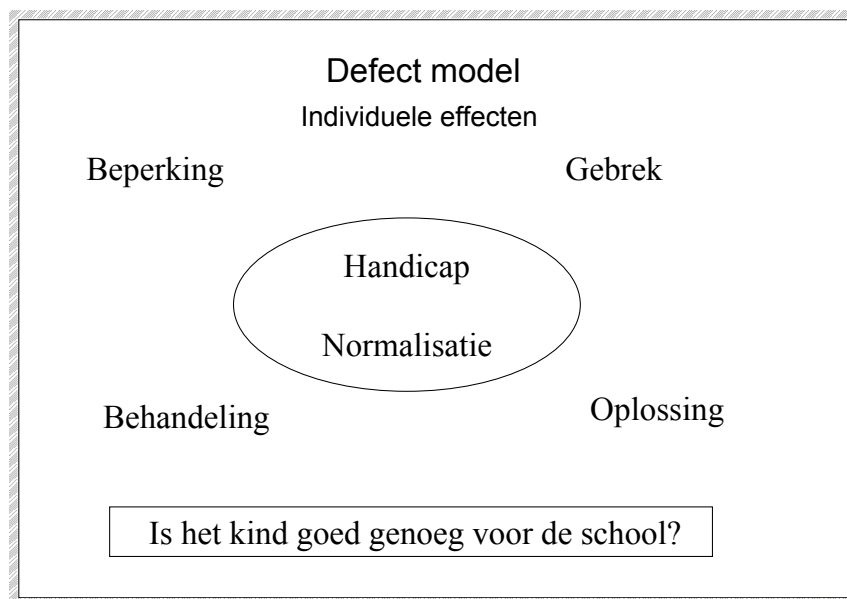 Defect model
Individuele effecten
Beperking
Gebrek
Handicap
Normalisatie
Behandeling
Oplossing
Is het kind goed genoeg voor de school?